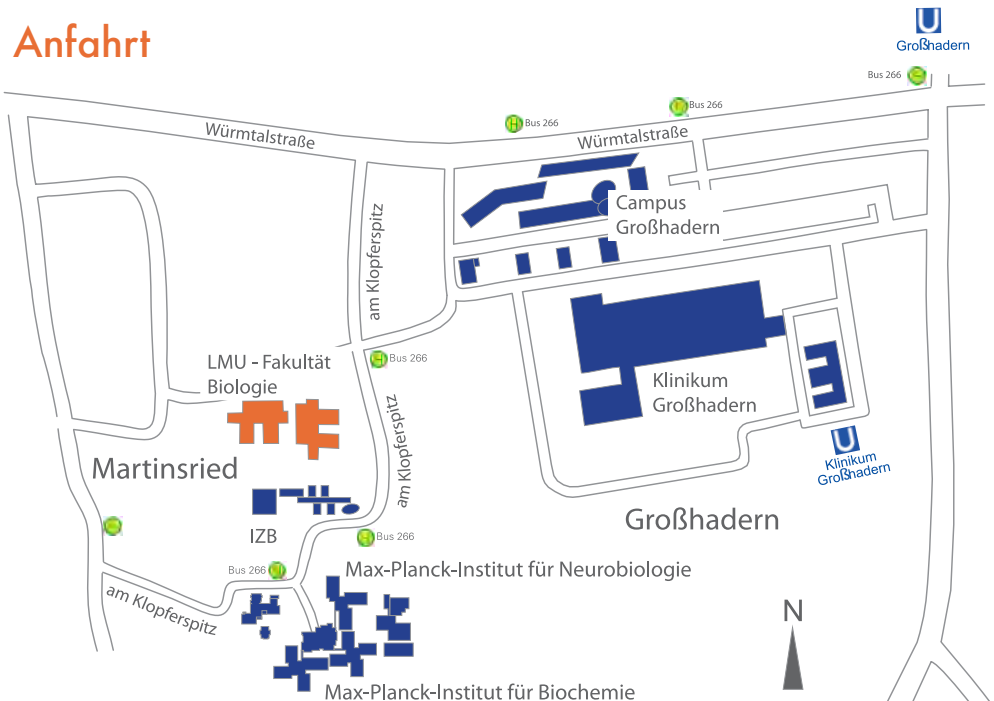 Anfahrt
U
Großhadern
Bus 266
H
Bus 266
H
Bus 266
H
Würmtalstraße
Würmtalstraße
Campus
Großhadern
am Klopferspitz
LMU - Fakultät
Biologie
H
Bus 266
Klinikum
Großhadern
am Klopferspitz
U
Klinikum
Großhadern
Martinsried
Großhadern
IZB
H
Bus 266
H
Bus 266
H
Max-Planck-Institut für Neurobiologie
am Klopferspitz
N
Max-Planck-Institut für Biochemie